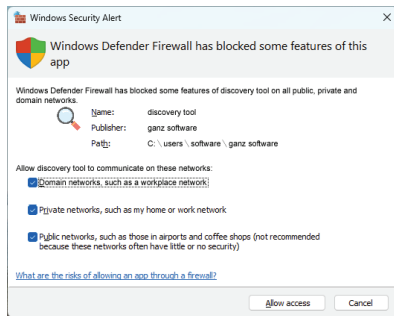 Windows Security Alert
Windows Defender Firewall has blocked some features of this
app
Windows Defender Firewall has blocked some features of discovery tool on all public, private and
domain networks.
Name: discovery tool
Publisher: ganz software
Path: C: \ users \ software \ ganz software
Allow discovery tool to communicate on these networks:
Domain networks, such as a workplace network
Private networks, such as my home or work network
Public networks, such as those in airports and coffee shops (not recommended
because these networks often have little or no security)
What are the risks of allowing an app through a firewall?
Allow access Cancel